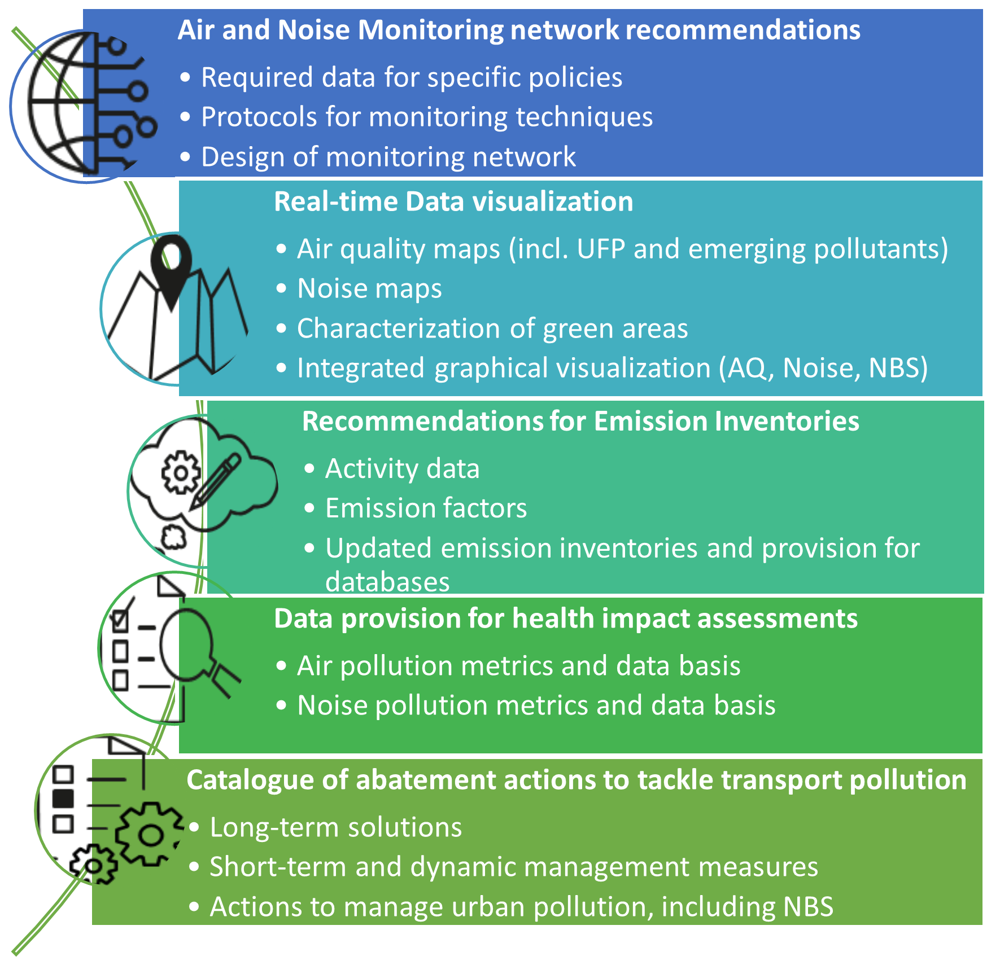 Air and Noise Monitoring network recommendations
• Required data for specific policies
• Protocols for monitoring techniques
• Design of monitoring network
Real-time Data visualization
• Air quality maps (incl. UFP and emerging pollutants)
• Noise maps
• Characterization of green areas
• Integrated graphical visualization (AQ, Noise, NBS)
Recommendations for Emission Inventories
• Activity data
• Emission factors
• Updated emission inventories and provision for
databases
Data provision for health impact assessments
• Air pollution metrics and data basis
• Noise pollution metrics and data basis
Catalogue of abatement actions to tackle transport pollution
• Long-term solutions
• Short-term and dynamic management measures
• Actions to manage urban pollution, including NBS